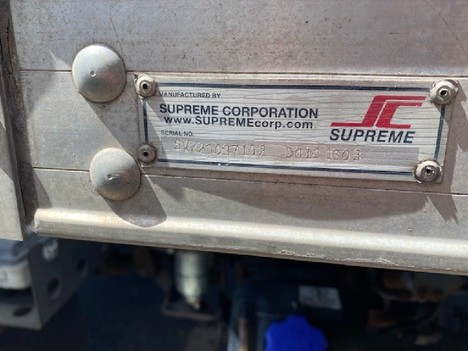 MANUFACTURED BY
SUPREME CORPORATION
www.SUPREMEcorp.com
SC
SUPREME
SERIAL NO.